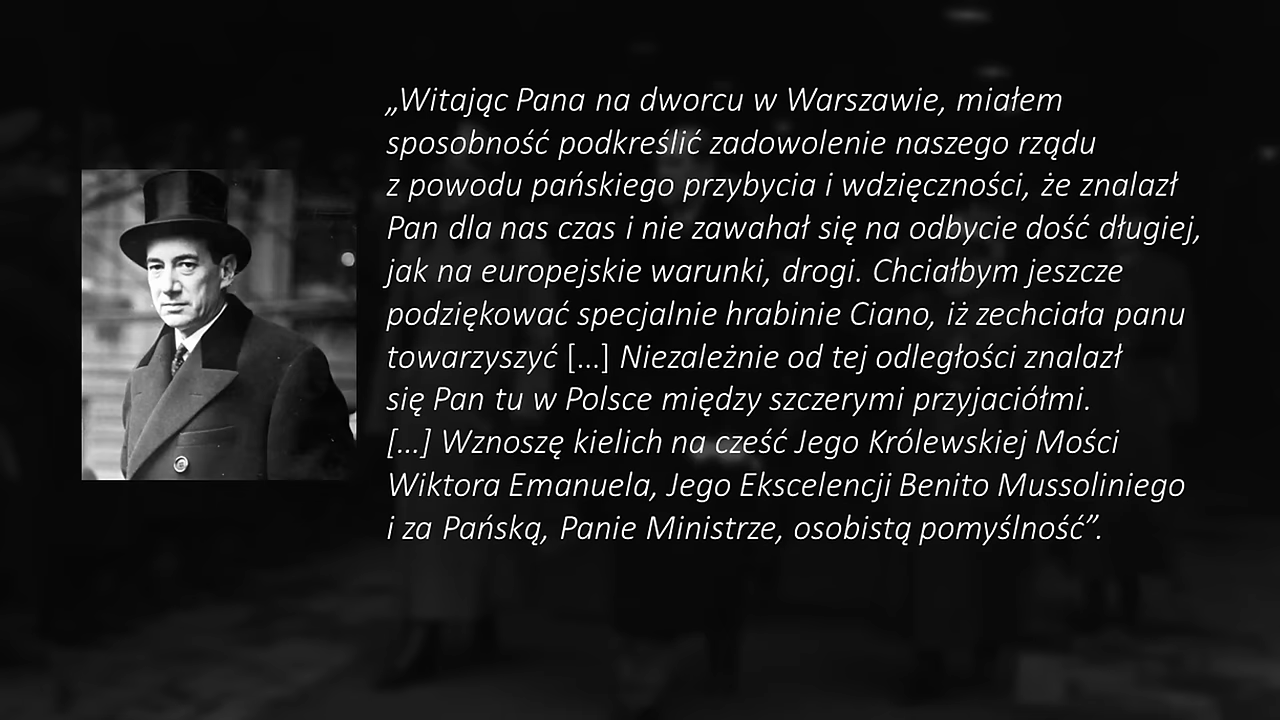 „Witając Pana na dworcu w Warszawie, miałem
sposobność podkreślić zadowolenie naszego rządu
z powodu pańskiego przybycia i wdzięczności, że znalazł
Pan dla nas czas i nie zawahał się na odbycie dość długiej,
jak na europejskie warunki, drogi. Chciałbym jeszcze
podziękować specjalnie hrabinie Ciano, iż zechciała panu
towarzyszyć [...] Niezależnie od tej odległości znalazł
się Pan tu w Polsce między szczerymi przyjaciółmi.
[...] Wznoszę kielich na cześć Jego Królewskiej Mości
Wiktora Emanuela, Jego Ekscelencji Benito Mussoliniego
i za Pańską, Panie Ministrze, osobistą pomyślność”.